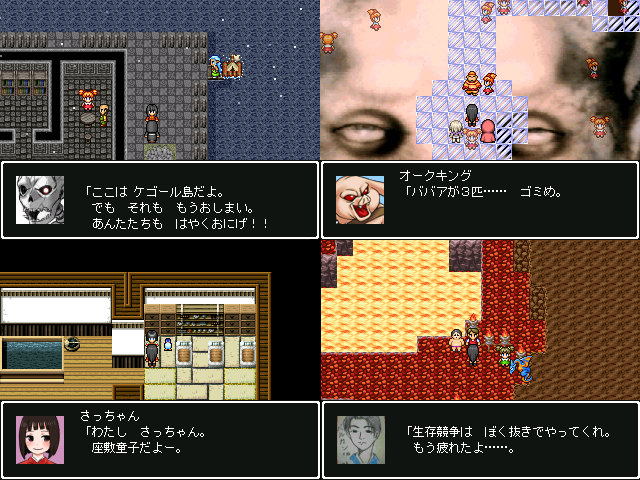 「ここは ケゴール島だよ。
でも それも もうおしまい。
あんたたちも はやくおにげ！！
オークキング
「ババアが３匹…… ゴミめ。
さっちゃん
「わたし さっちゃん。
座敷童子だよー。
「生存競争は ぼく抜きでやってくれ。
もう疲れたよ……。